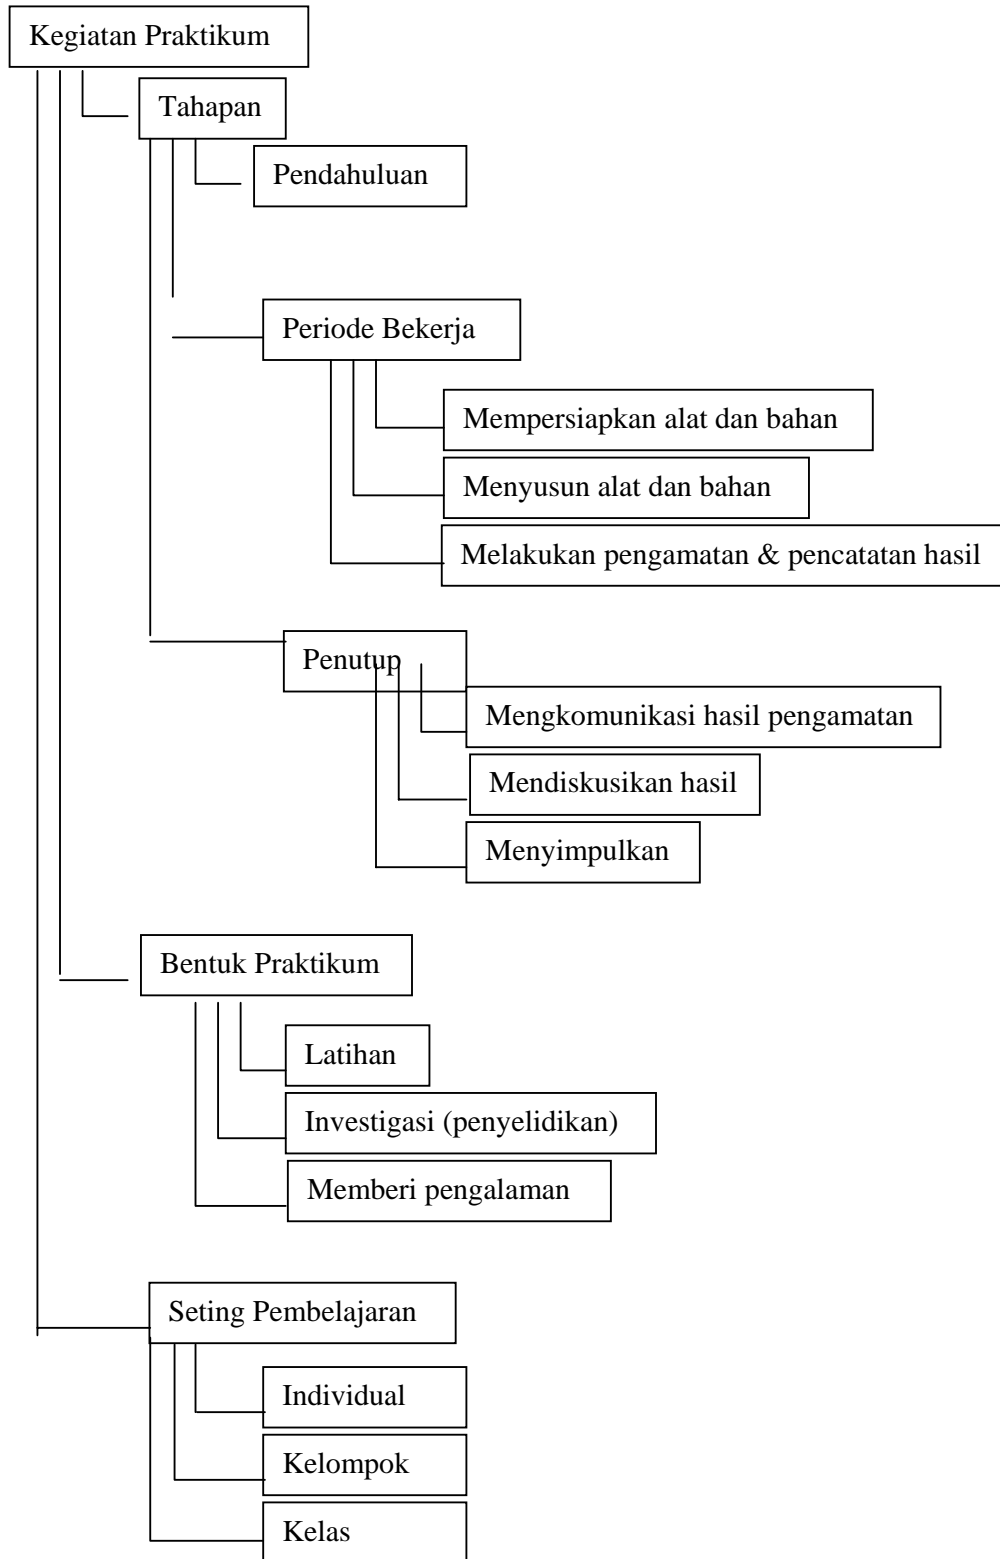 Kegiatan Praktikum
Tahapan
Pendahuluan
Periode Bekerja
Mempersiapkan alat dan bahan
Menyusun alat dan bahan
Melakukan pengamatan & pencatatan hasil
Penutup
Mengkomunikasi hasil pengamatan
Mendiskusikan hasil
Menyimpulkan
Bentuk Praktikum
Latihan
Investigasi (penyelidikan)
Memberi pengalaman
Seting Pembelajaran
Individual
Kelompok
Kelas